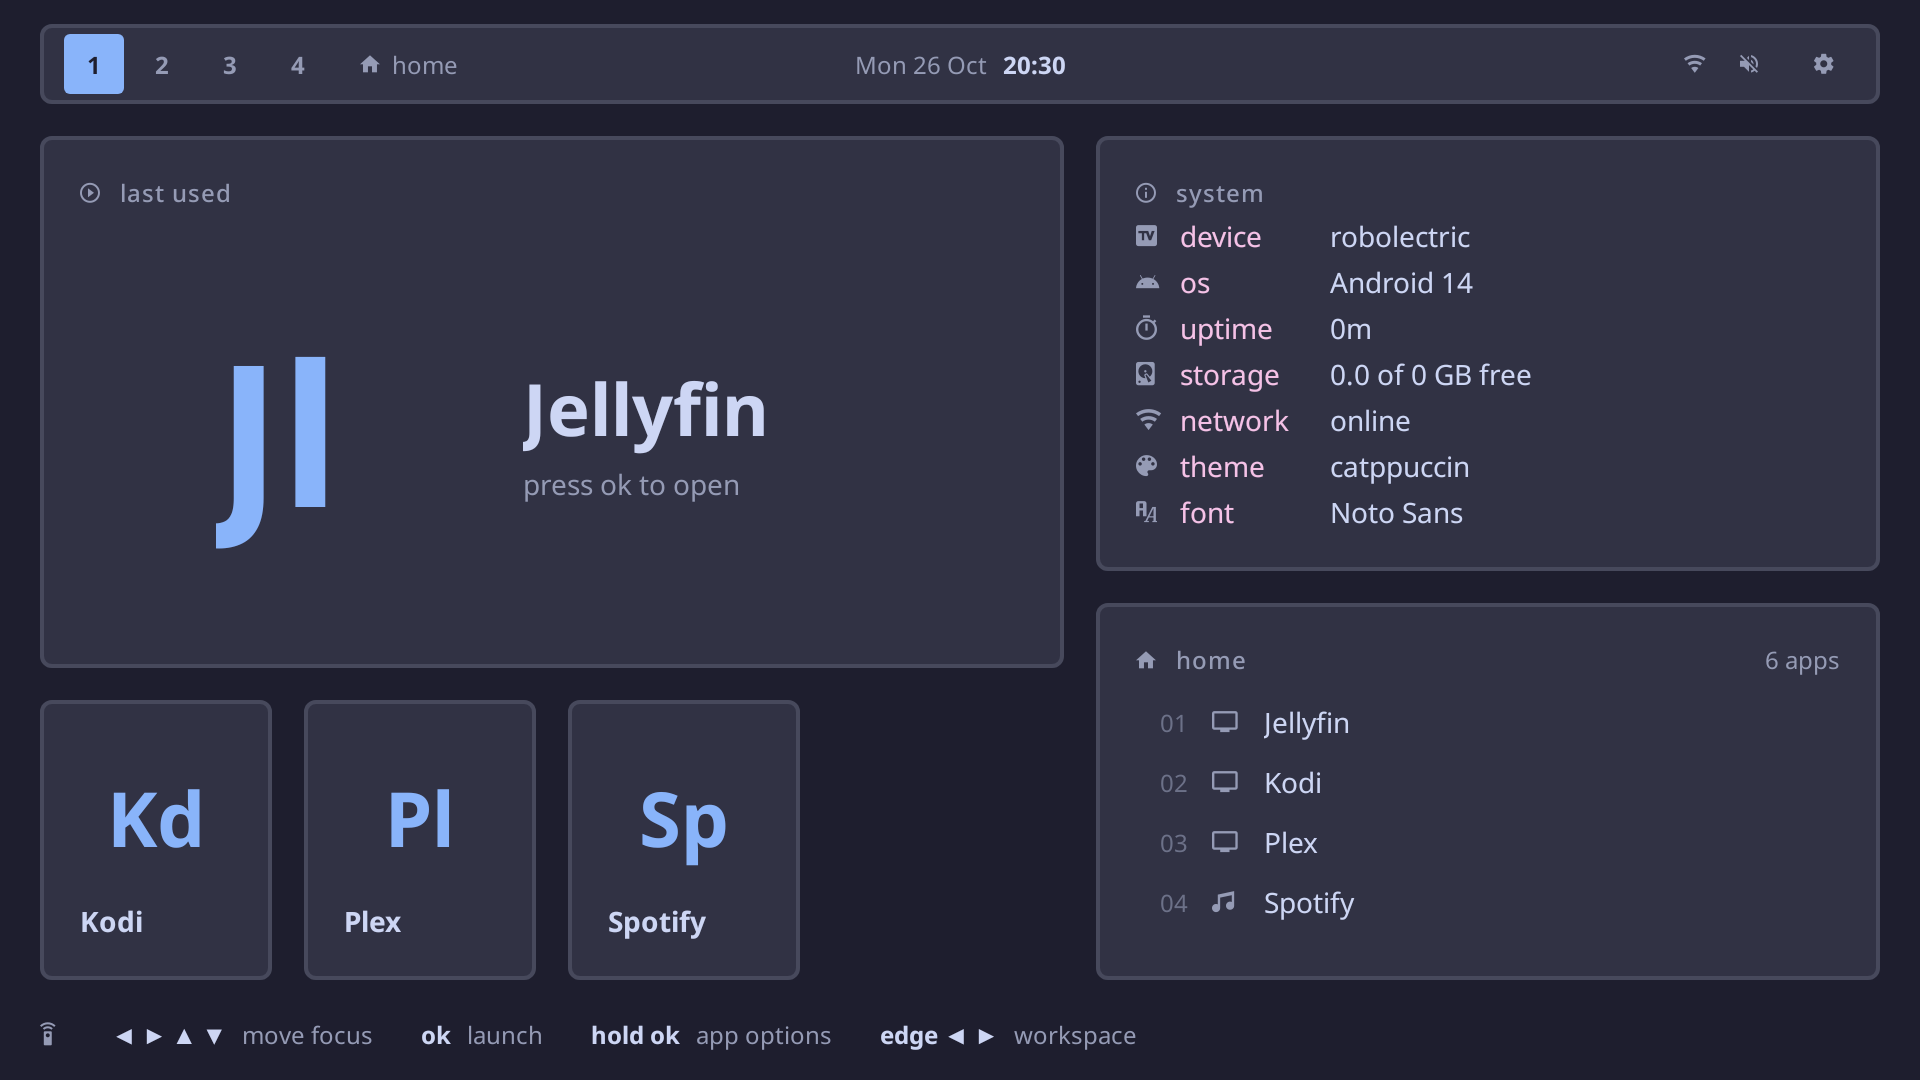 1 2 3 4 home Mon 26 Oct 20:30
last used
Jl
Jellyfin
press ok to open
system
device robolectric
os Android 14
uptime 0m
storage 0.0 of 0 GB free
network online
theme catppuccin
font Noto Sans
Kd
Kodi
Pl
Plex
Sp
Spotify
home 6 apps
01 Jellyfin
02 Kodi
03 Plex
04 Spotify
◀ ▶ ▲ ▼ move focus ok launch hold ok app options edge ◀ ▶ workspace